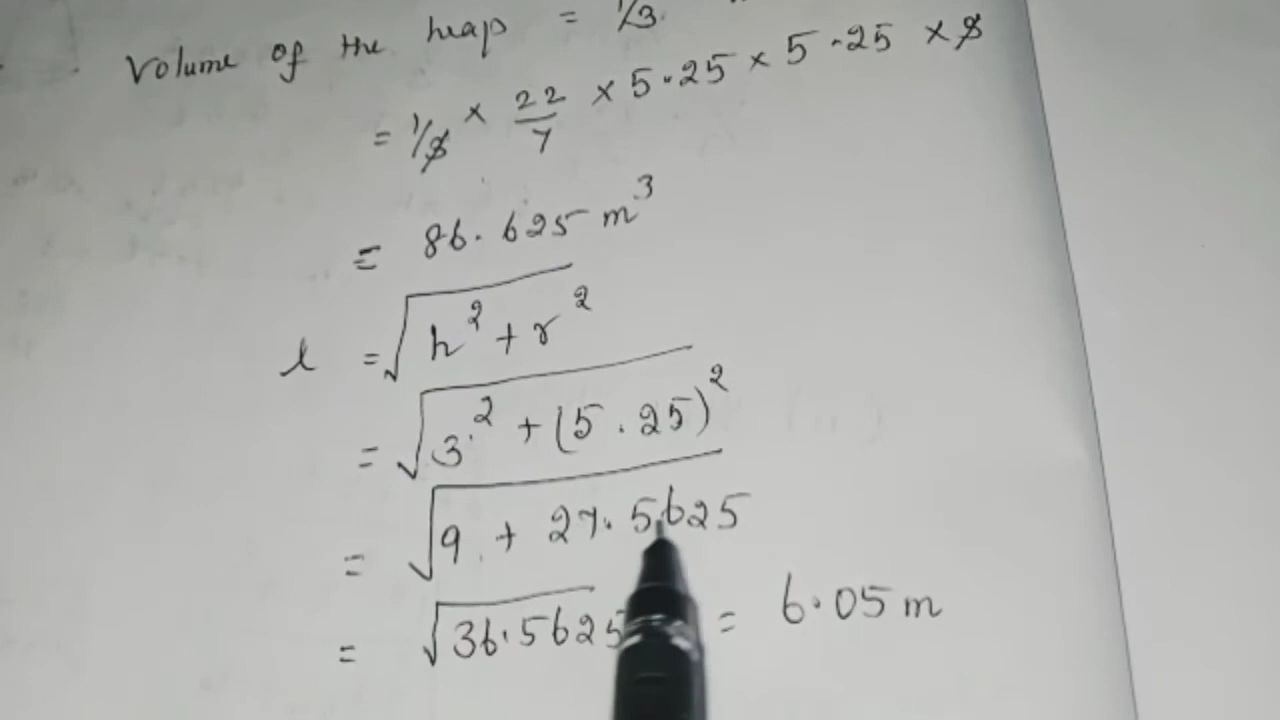 Volume of the heap = 1/3
= 1/3 × 22/7 × 5.25 × 5.25 × 3
= 86.625 m³
l = √h² + r²
= √3² + (5.25)²
= √9 + 27.5625
= √36.5625 = 6.05 m